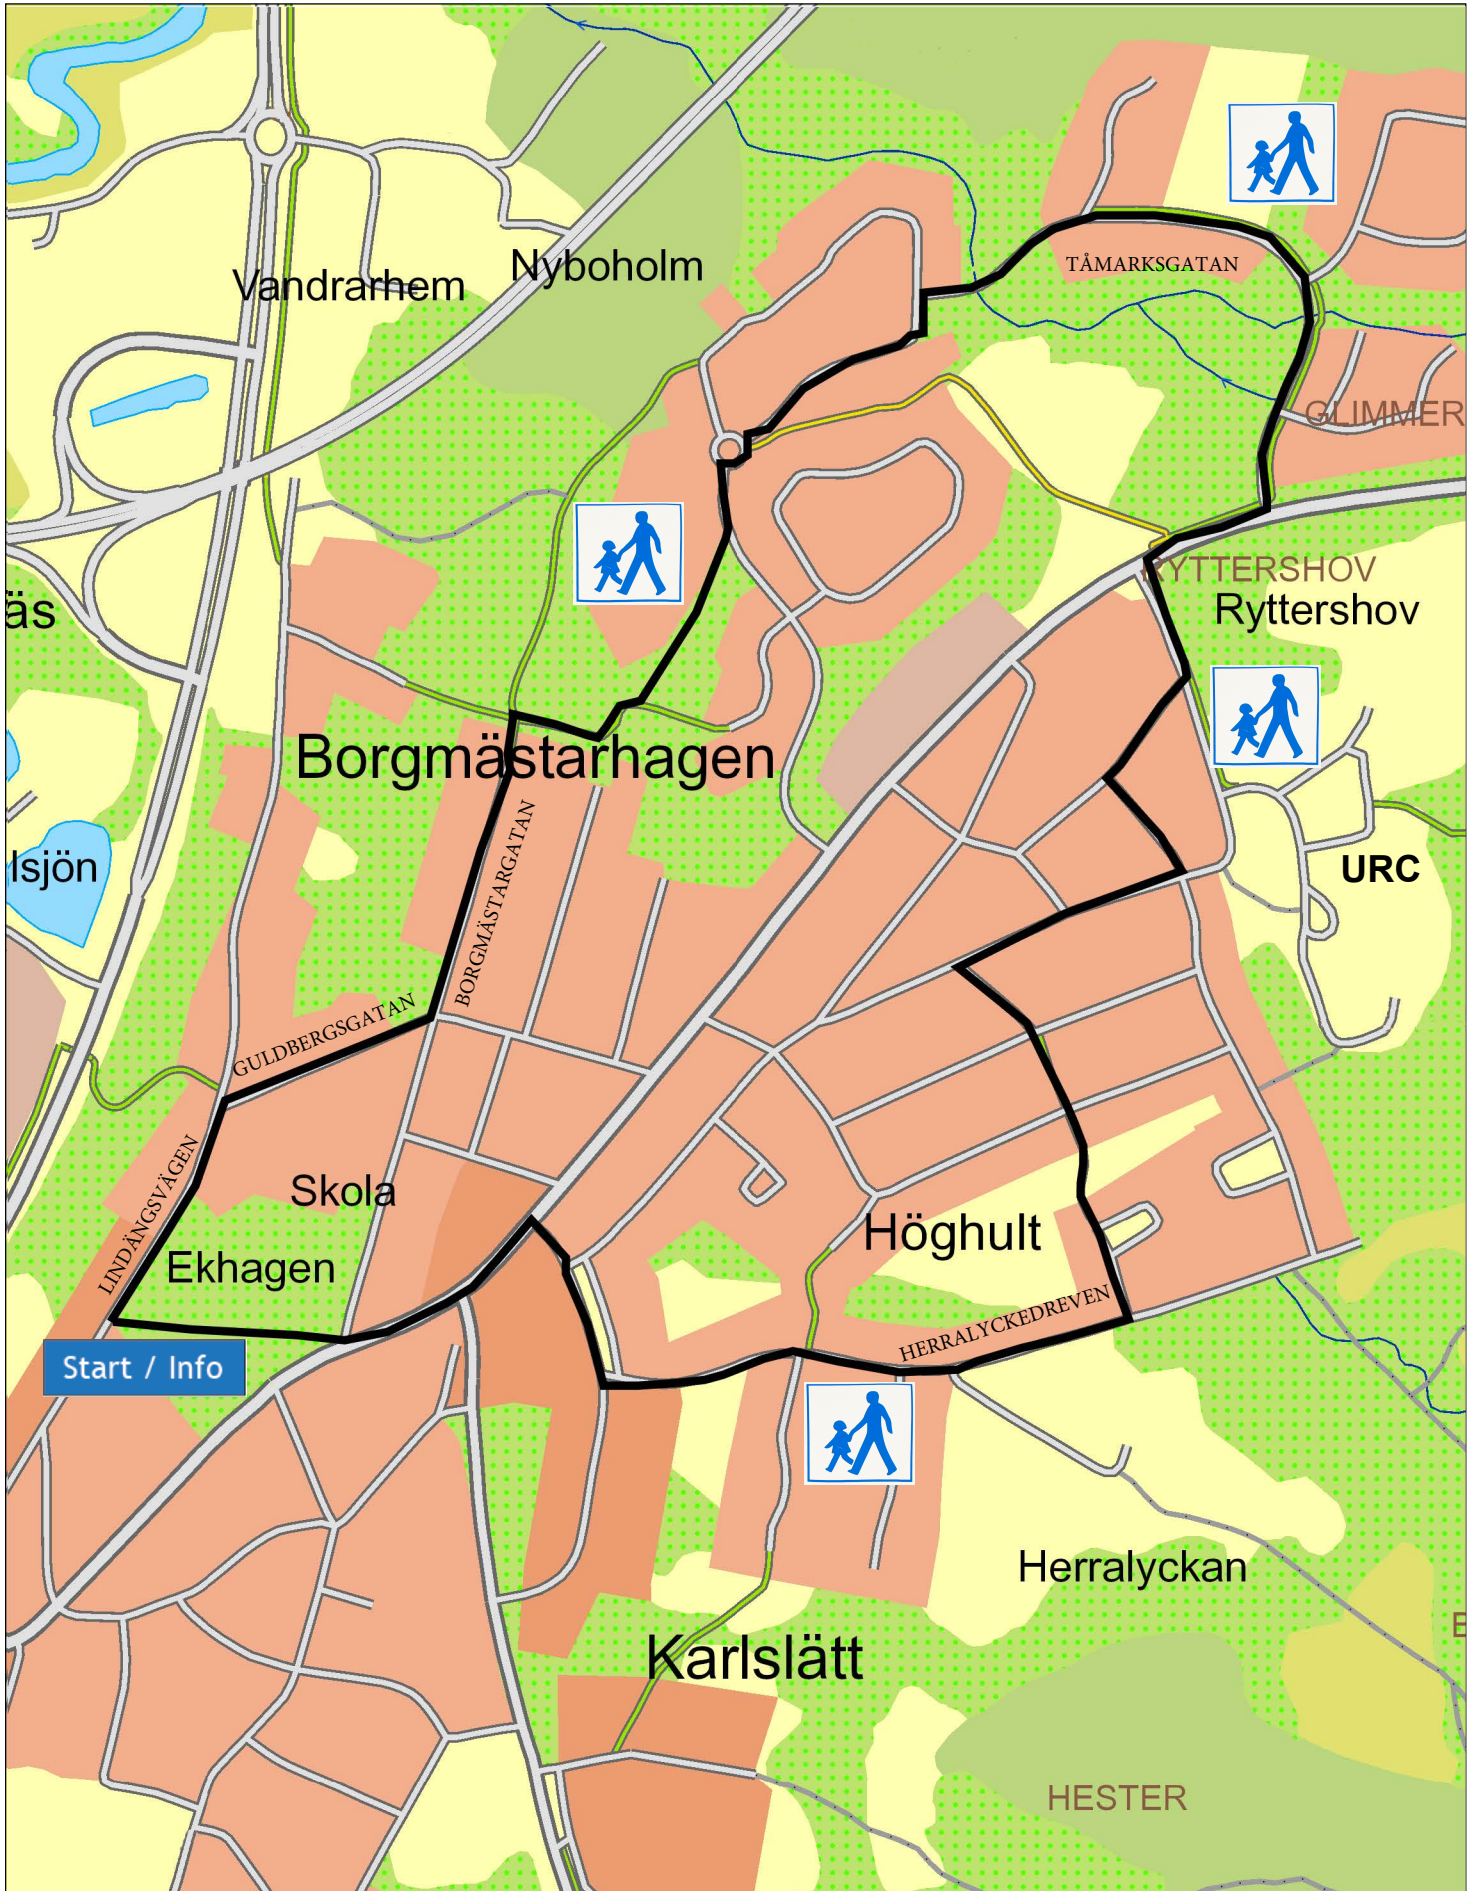 TÅMARKSGATAN
Nyboholm
Vandrarhem
GLIMMER
RYTTERSHOV
Ryttershov
äs
Borgmästarhagen
BORGMÄSTARGATAN
lsjön
URC
GULDBERGSGATAN
LINDÄNGSVÄGEN
Skola
Höghult
Ekhagen
HERRALYCKEDREVEN
Start / Info
Herralyckan
E
Karlslätt
HESTER